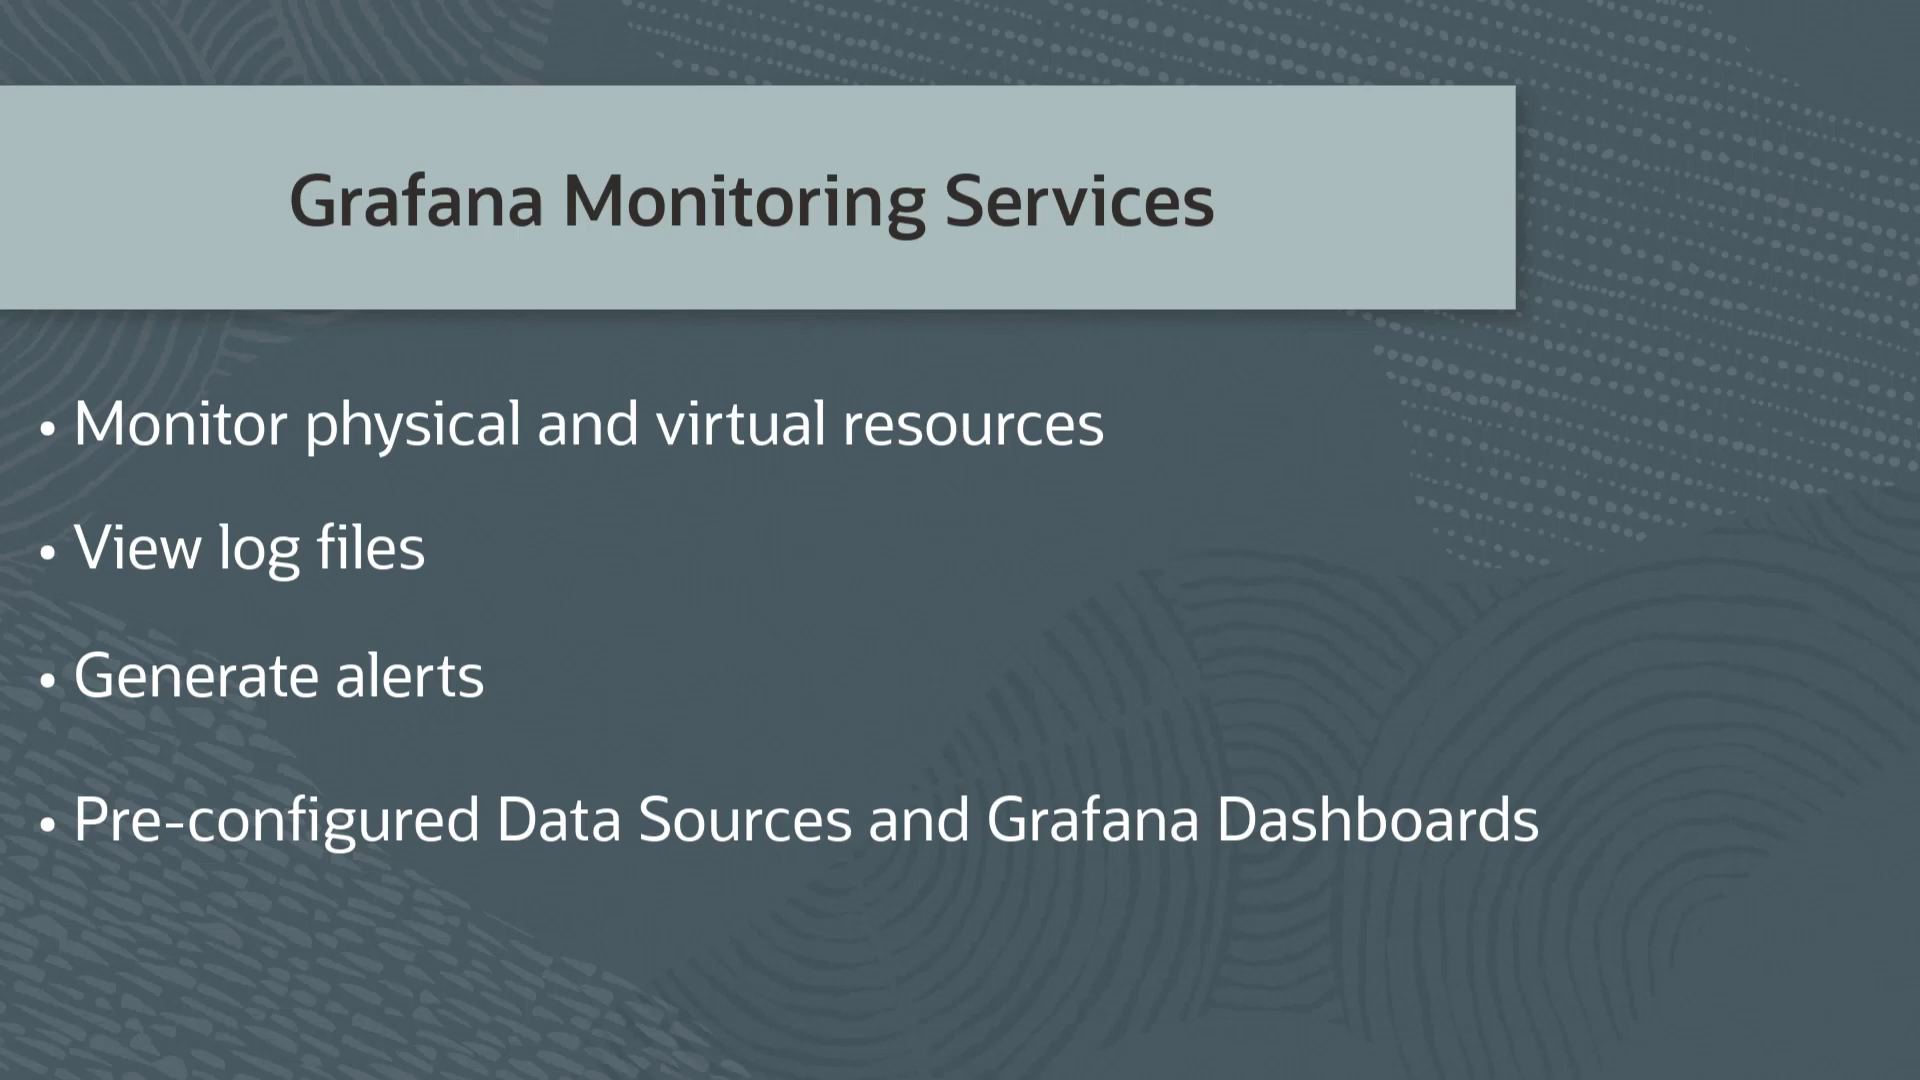 Grafana Monitoring Services
• Monitor physical and virtual resources
• View log files
• Generate alerts
• Pre-configured Data Sources and Grafana Dashboards